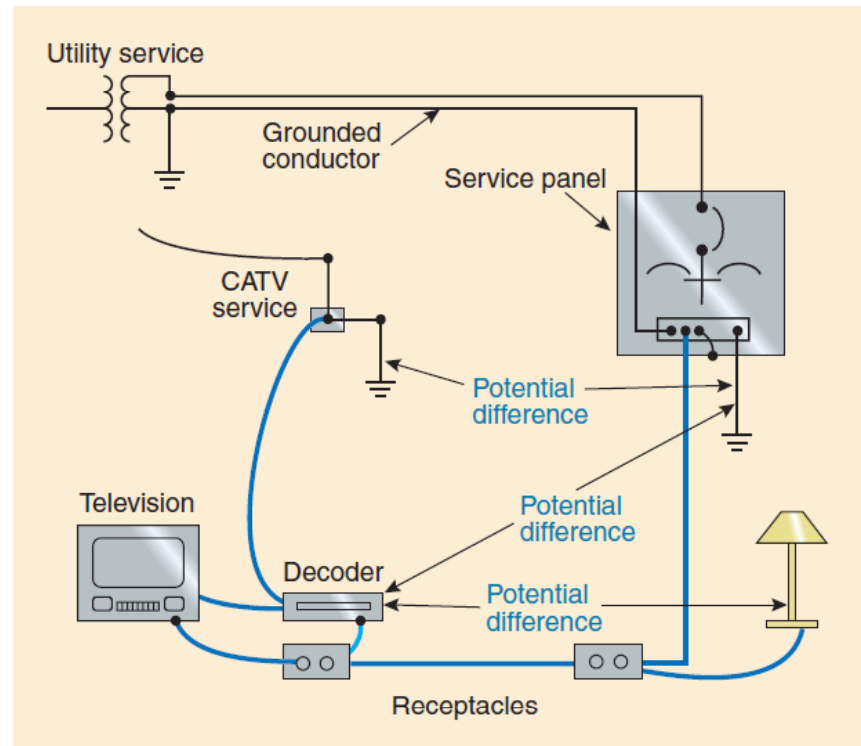 Utility service
Grounded
conductor
Service panel
CATV
service
Potential
difference
Television
Potential
difference
Decoder
Potential
difference
Receptacles